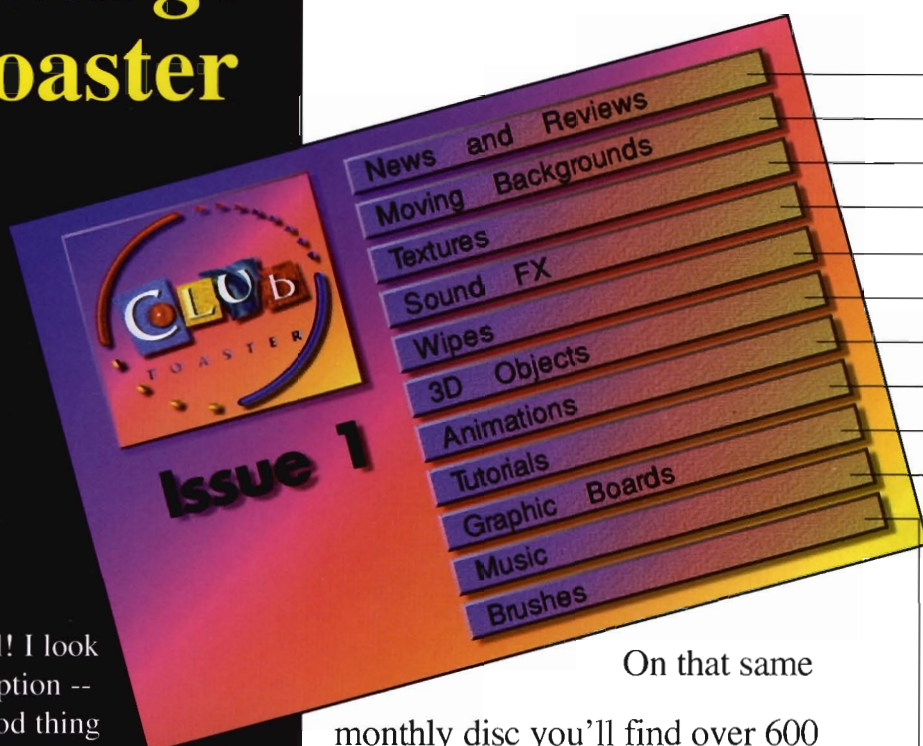 oaster
CLUb
TOASTER
Issue 1
News and Reviews
Moving Backgrounds
Textures
Sound FX
Wipes
3D Objects
Animations
Tutorials
Graphic Boards
Music
Brushes
! I look
ption --
od thing
On that same
monthly disc you'll find over 600